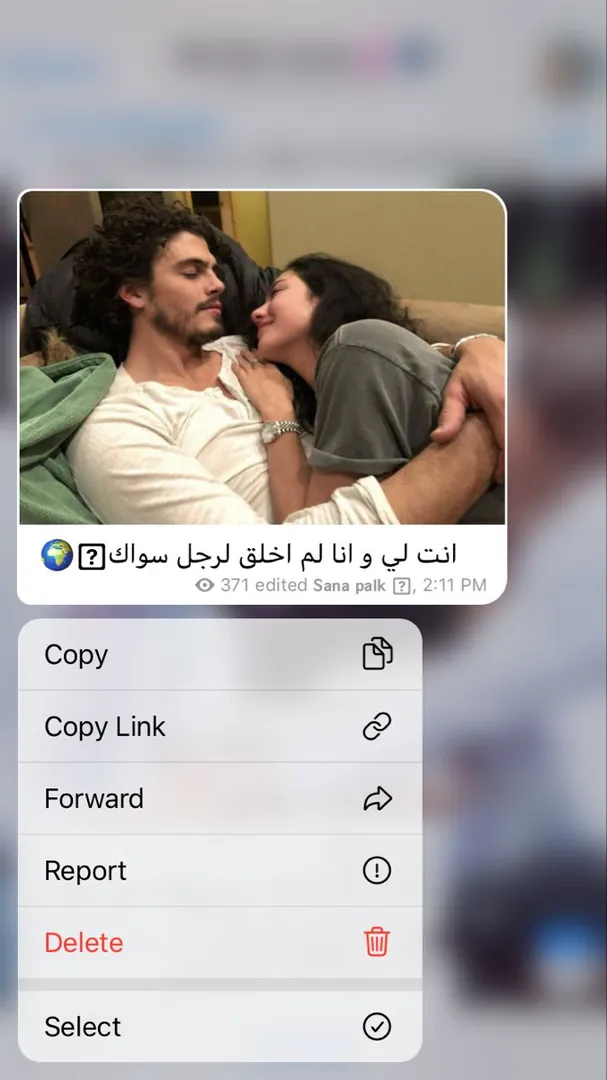 انت لي و انا لم اخلق لرجل سواك
371 edited Sana palk, 2:11 PM
Copy
Copy Link
Forward
Report
Delete
Select